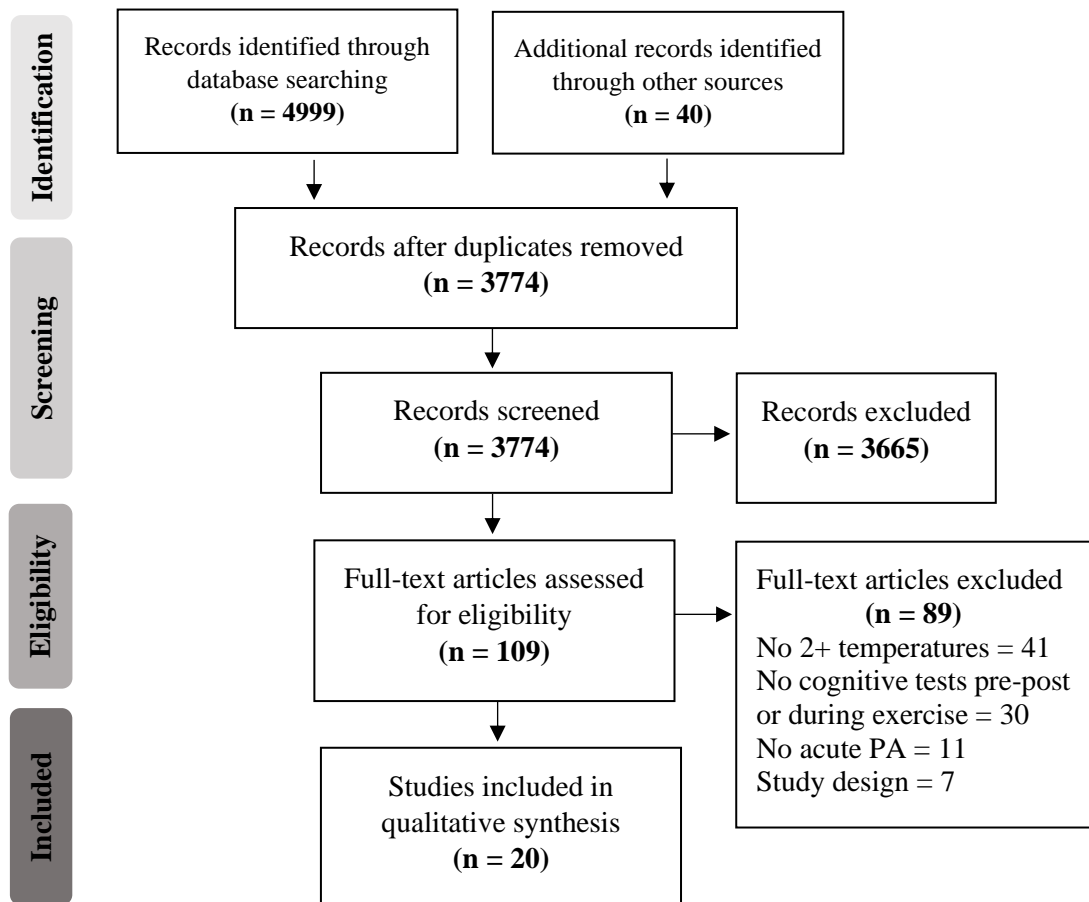 Identification
Records identified through
database searching
(n = 4999)
Additional records identified
through other sources
(n = 40)
Screening
Records after duplicates removed
(n = 3774)
Records screened
(n = 3774)
Records excluded
(n = 3665)
Eligibility
Full-text articles assessed
for eligibility
(n = 109)
Full-text articles excluded
(n = 89)
No 2+ temperatures = 41
No cognitive tests pre-post
or during exercise = 30
No acute PA = 11
Study design = 7
Included
Studies included in
qualitative synthesis
(n = 20)